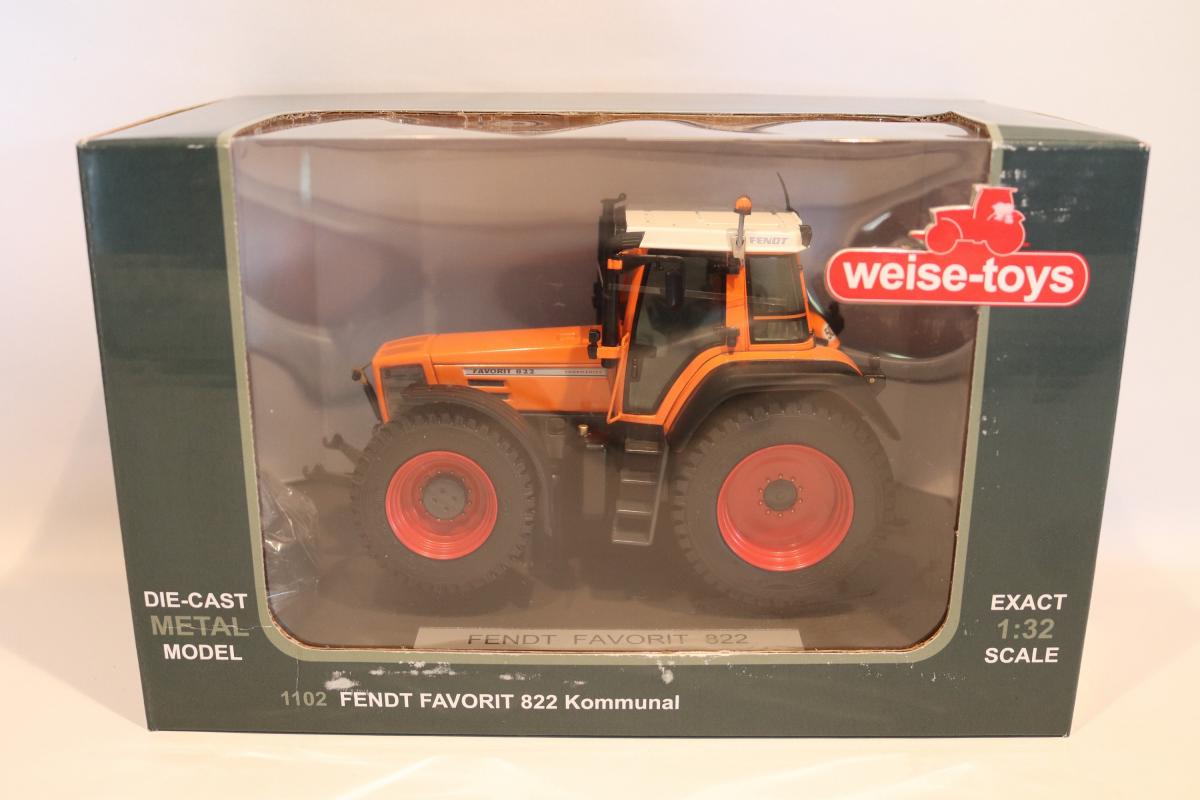 FENDT
weise-toys
FAVORIT 822
DIE-CAST
METAL
MODEL
EXACT
1:32
SCALE
FENDT FAVORIT 822
1102 FENDT FAVORIT 822 Kommunal